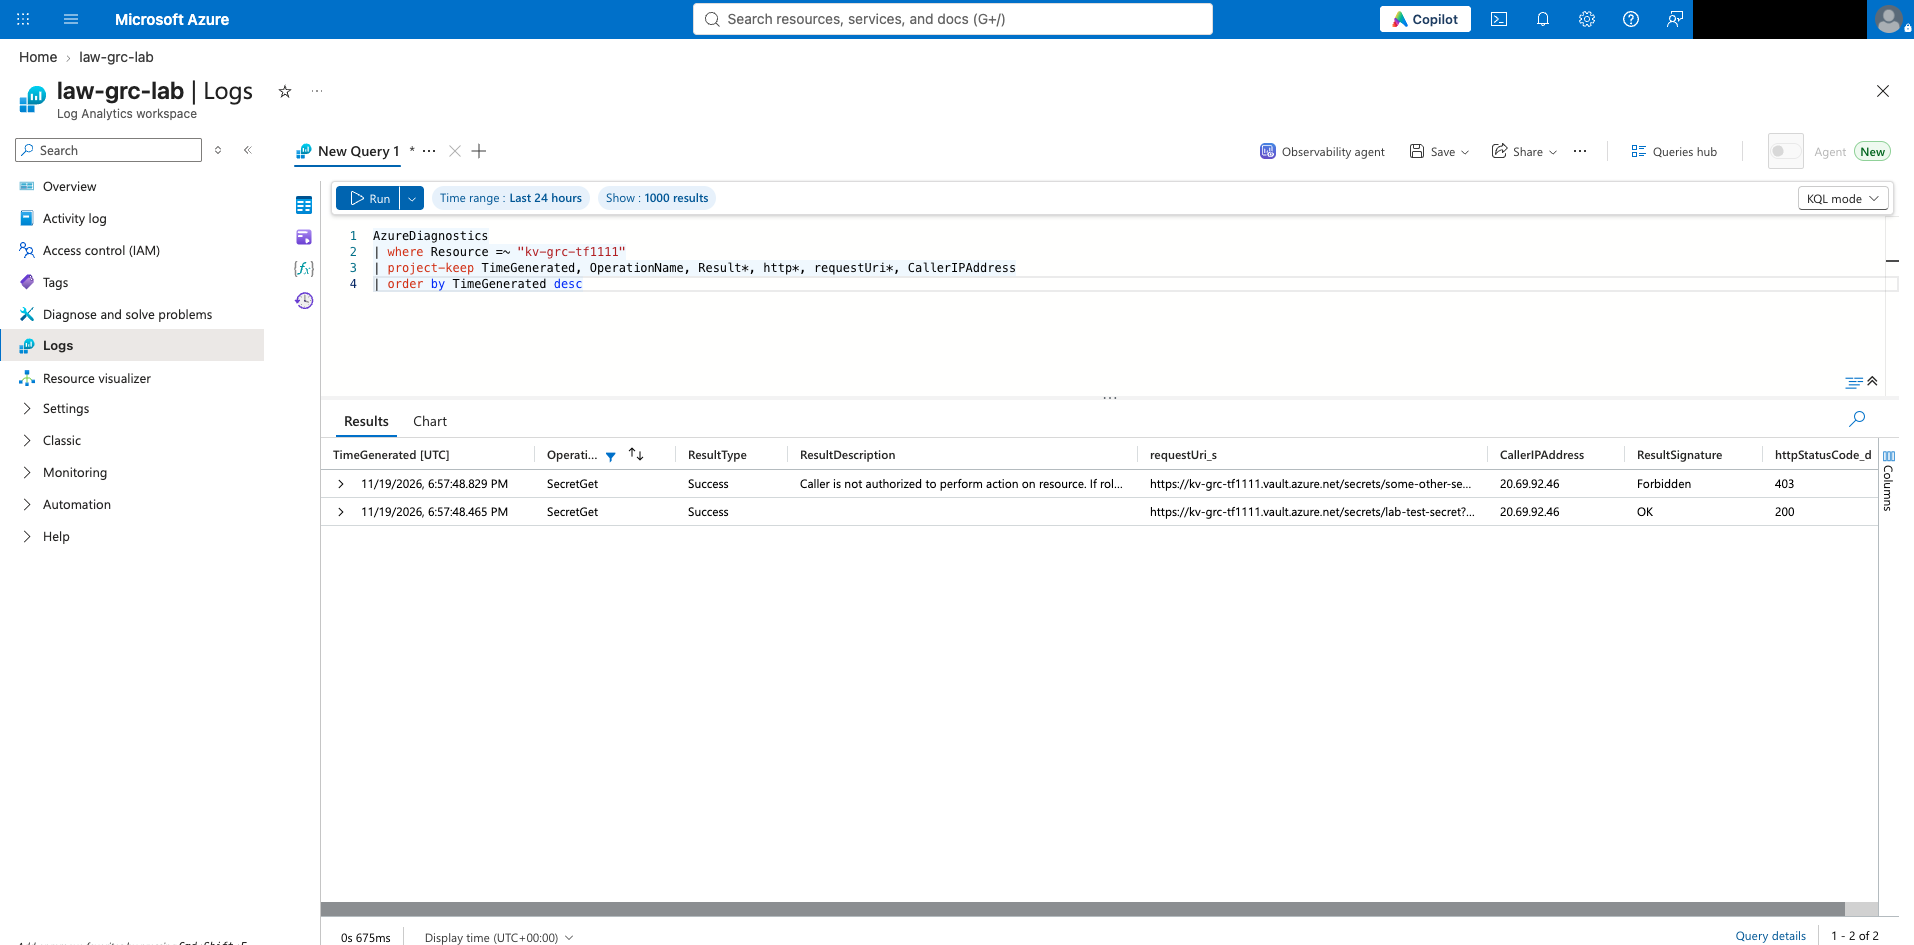 Microsoft Azure
Search resources, services, and docs (G+/)
Copilot
Home > law-grc-lab
law-grc-lab | Logs
Log Analytics workspace
Search
Overview
Activity log
Access control (IAM)
Tags
Diagnose and solve problems
Logs
Resource visualizer
Settings
Classic
Monitoring
Automation
Help
New Query 1 * ···
Observability agent
Save
Share
Queries hub
Agent New
Run
Time range : Last 24 hours
Show : 1000 results
KQL mode
1 AzureDiagnostics
2 | where Resource =~ "kv-grc-tf1111"
3 | project-keep TimeGenerated, OperationName, Result*, http*, requestUri*, CallerIPAddress
4 | order by TimeGenerated desc
Results Chart
TimeGenerated [UTC] Operati... ResultType ResultDescription requestUri_s CallerIPAddress ResultSignature httpStatusCode_d
11/19/2026, 6:57:48.829 PM SecretGet Success Caller is not authorized to perform action on resource. If rol... https://kv-grc-tf1111.vault.azure.net/secrets/some-other-se... 20.69.92.46 Forbidden 403
11/19/2026, 6:57:48.465 PM SecretGet Success https://kv-grc-tf1111.vault.azure.net/secrets/lab-test-secret?... 20.69.92.46 OK 200
Columns
0s 675ms
Display time (UTC+00:00)
Query details
1 - 2 of 2